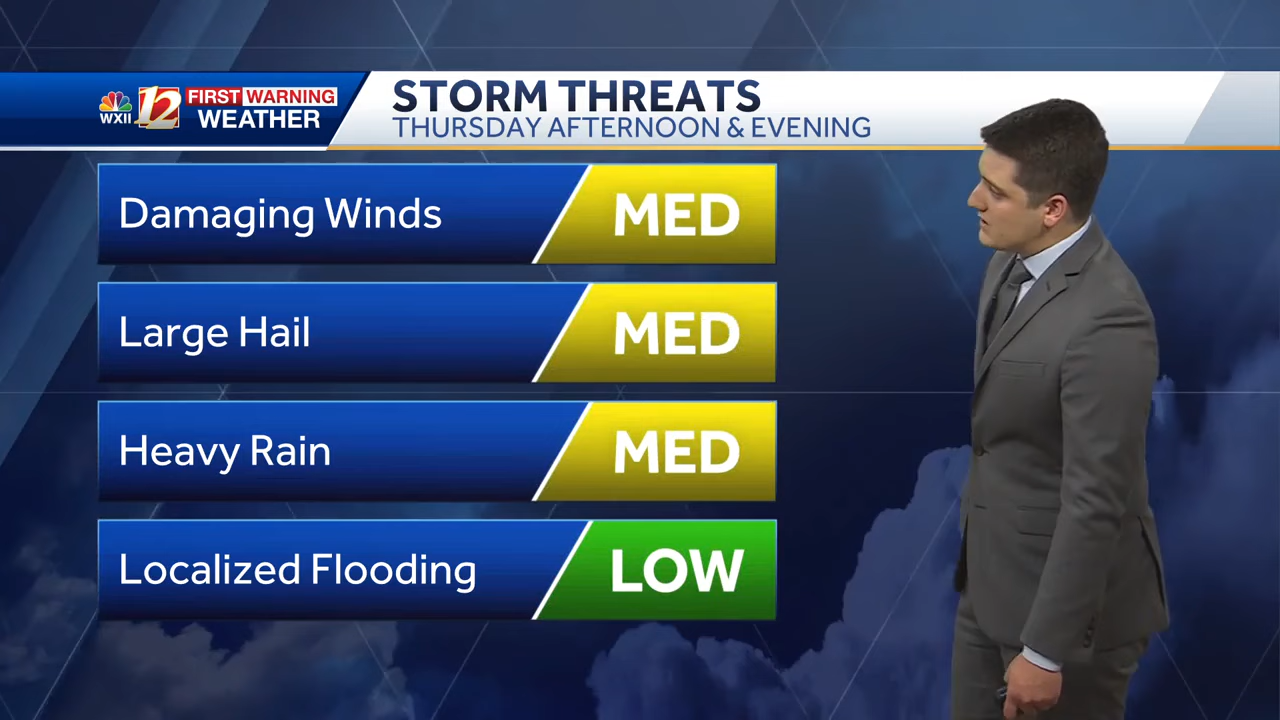 WXII 12 FIRST WARNING
WEATHER
STORM THREATS
THURSDAY AFTERNOON & EVENING
Damaging Winds MED
Large Hail MED
Heavy Rain MED
Localized Flooding LOW